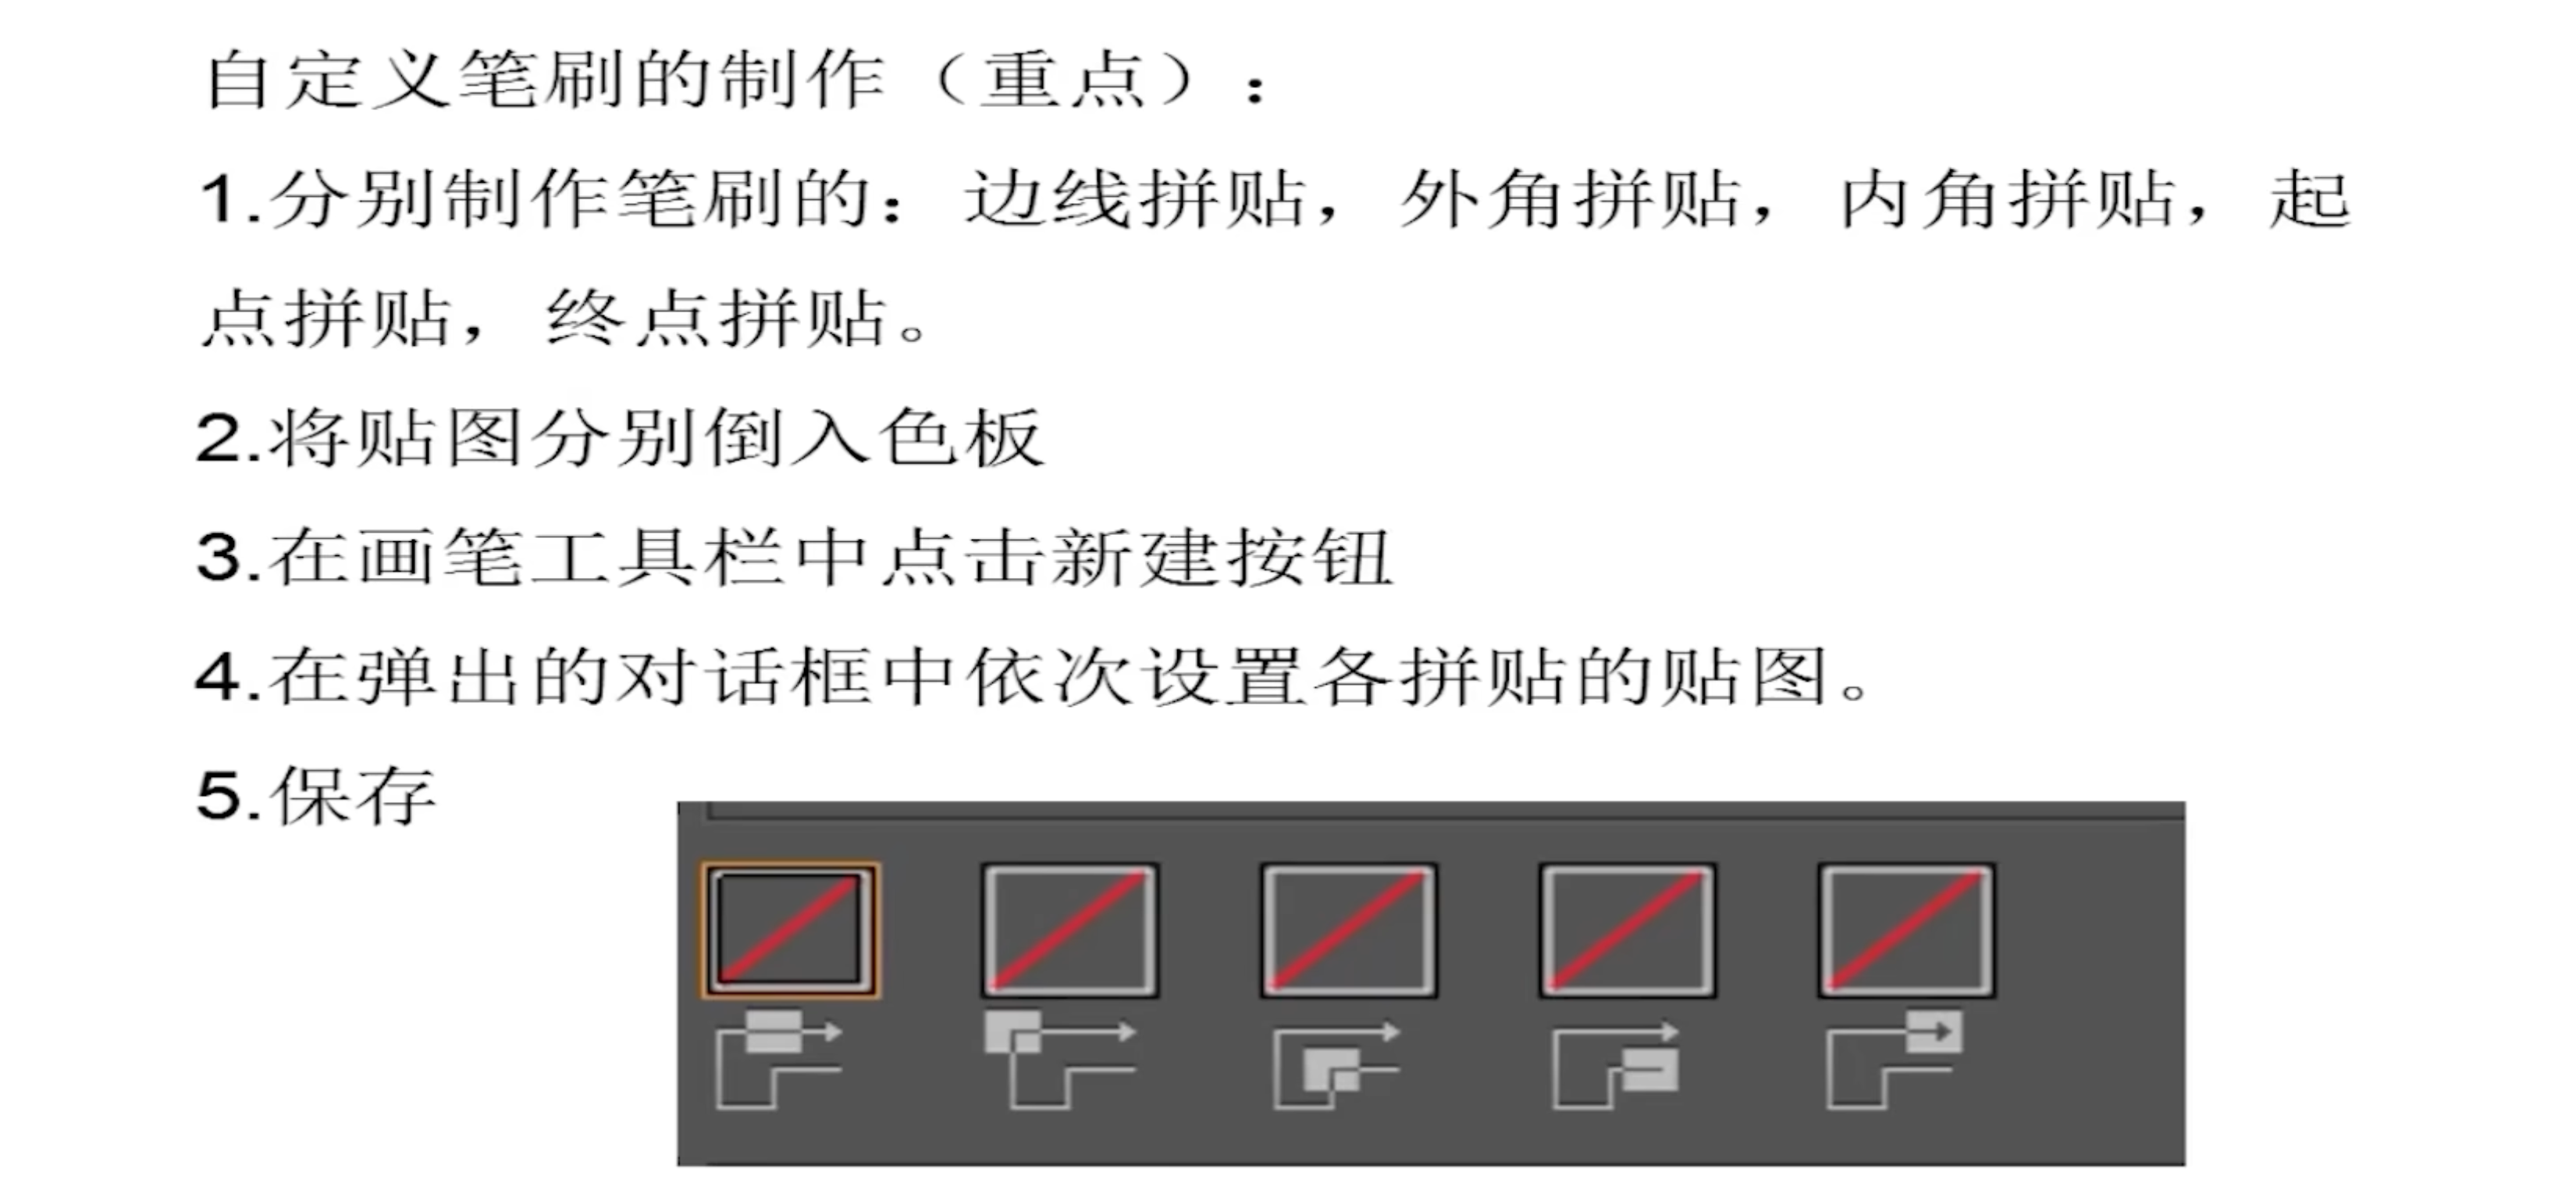 自定义笔刷的制作（重点）：
1.分别制作笔刷的：边线拼贴，外角拼贴，内角拼贴，起
点拼贴，终点拼贴。
2.将贴图分别倒入色板
3.在画笔工具栏中点击新建按钮
4.在弹出的对话框中依次设置各拼贴的贴图。
5.保存